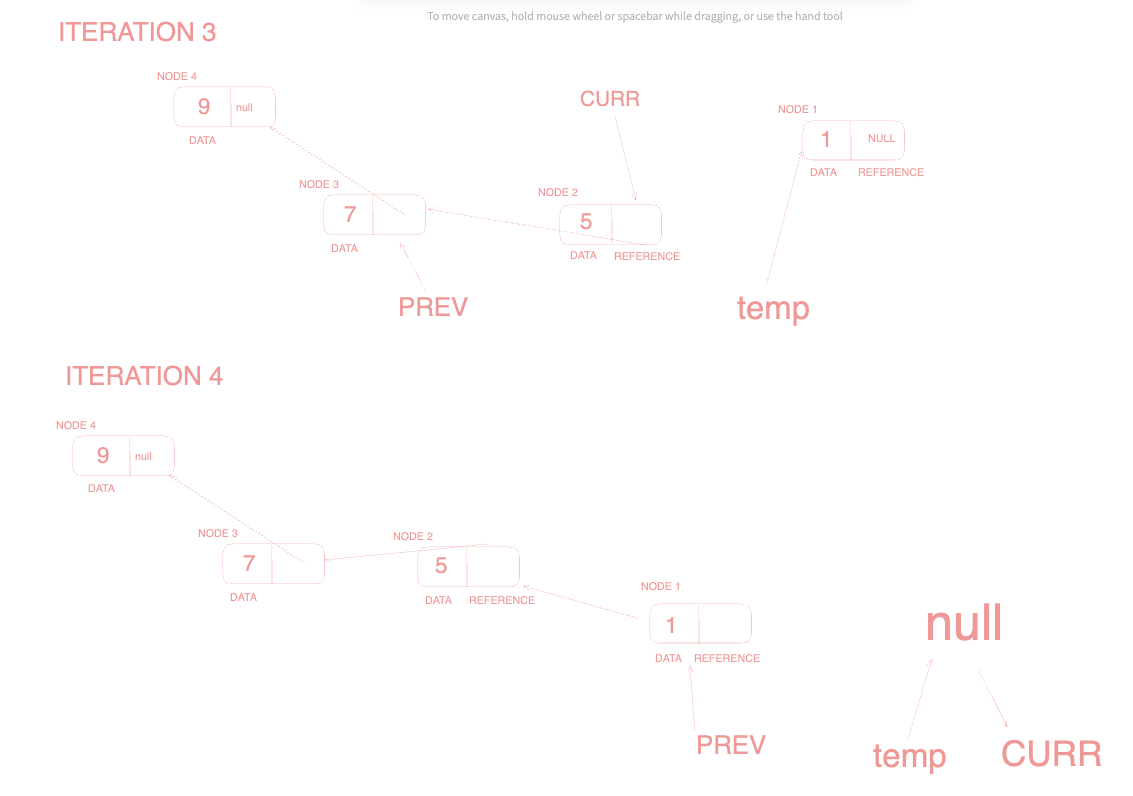 To move canvas, hold mouse wheel or spacebar while dragging, or use the hand tool
ITERATION 3
NODE 4
9 null
DATA
CURR
NODE 1
1 NULL
DATA REFERENCE
NODE 3
7
DATA
NODE 2
5
DATA REFERENCE
PREV
temp
ITERATION 4
NODE 4
9 null
DATA
NODE 3
7
DATA
NODE 2
5
DATA REFERENCE
NODE 1
1
DATA REFERENCE
null
PREV
temp
CURR